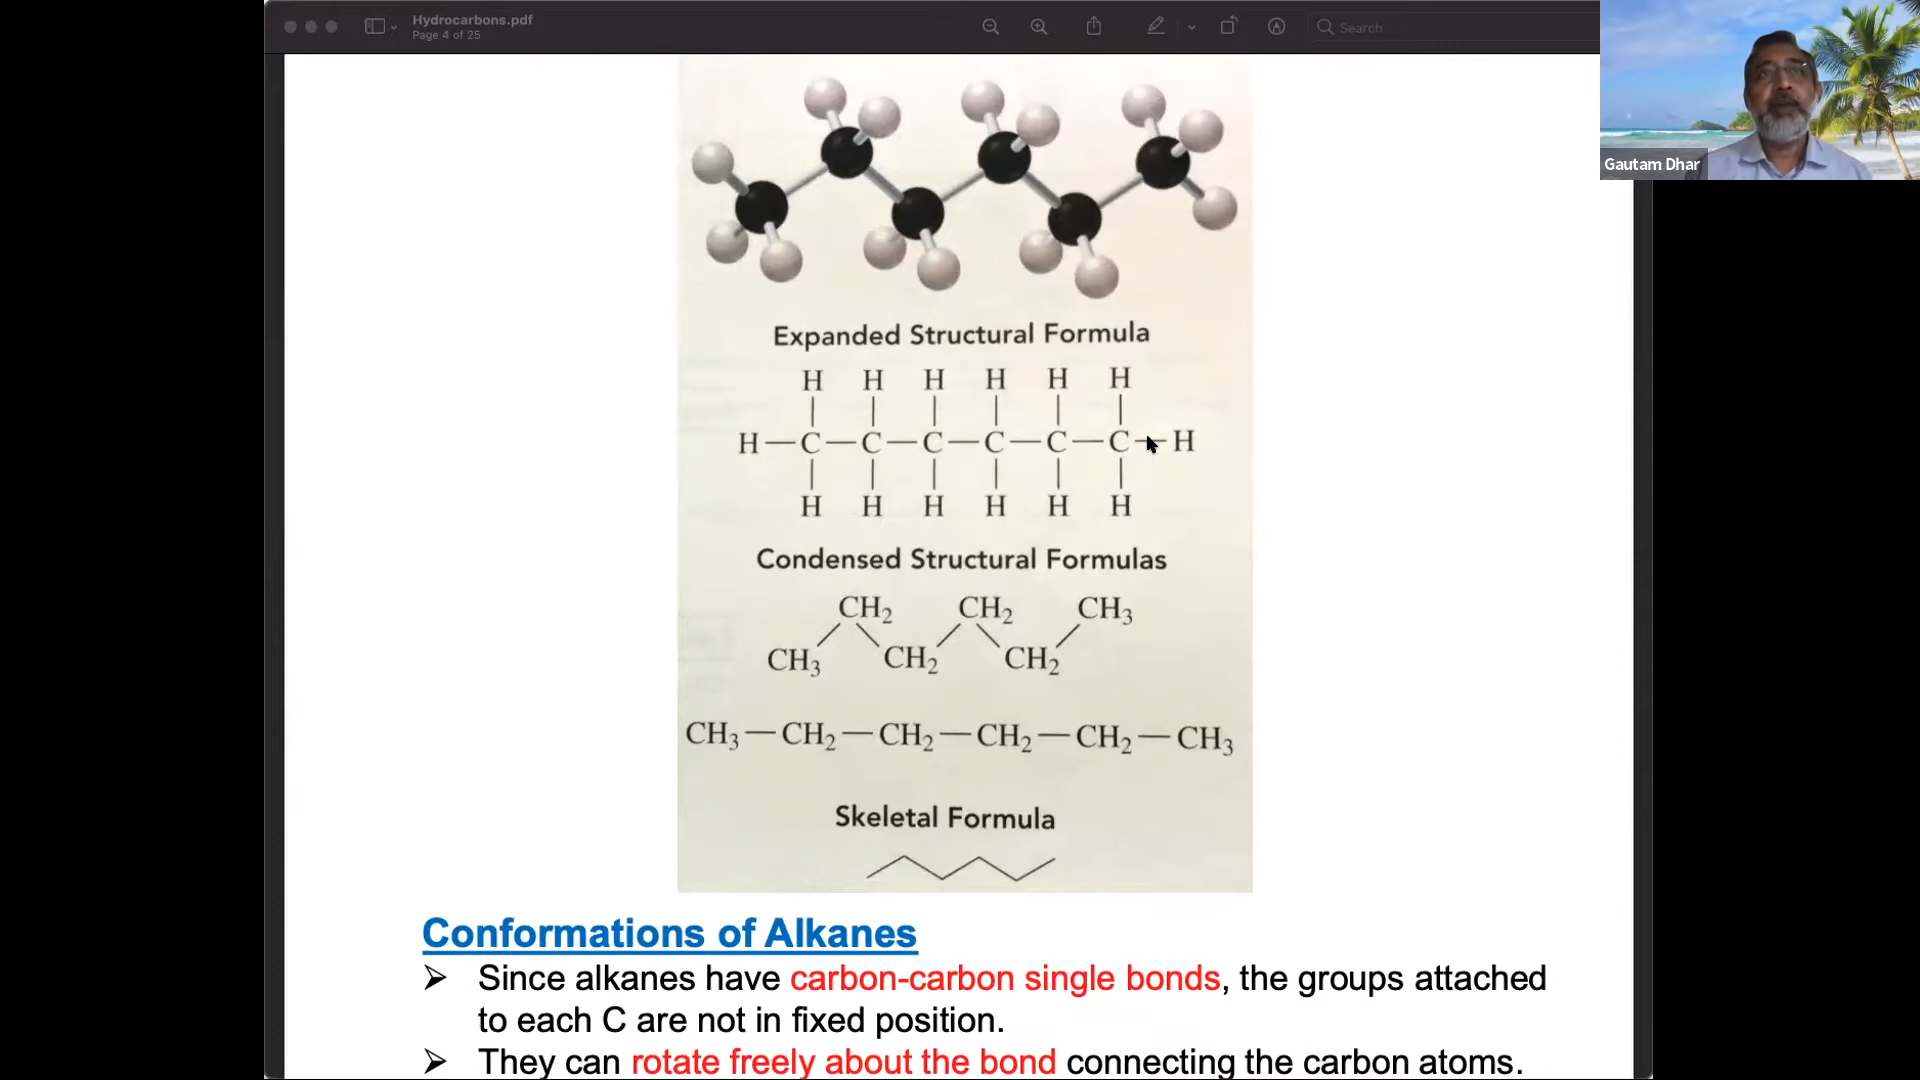 Hydrocarbons.pdf
Page 4 of 25
Search
Gautam Dhar
Expanded Structural Formula
H H H H H H
H—C—C—C—C—C—C—H
H H H H H H
Condensed Structural Formulas
CH₂ CH₂ CH₃
CH₃ CH₂ CH₂
CH₃—CH₂—CH₂—CH₂—CH₂—CH₃
Skeletal Formula
Conformations of Alkanes
➢ Since alkanes have carbon-carbon single bonds, the groups attached
to each C are not in fixed position.
➢ They can rotate freely about the bond connecting the carbon atoms.